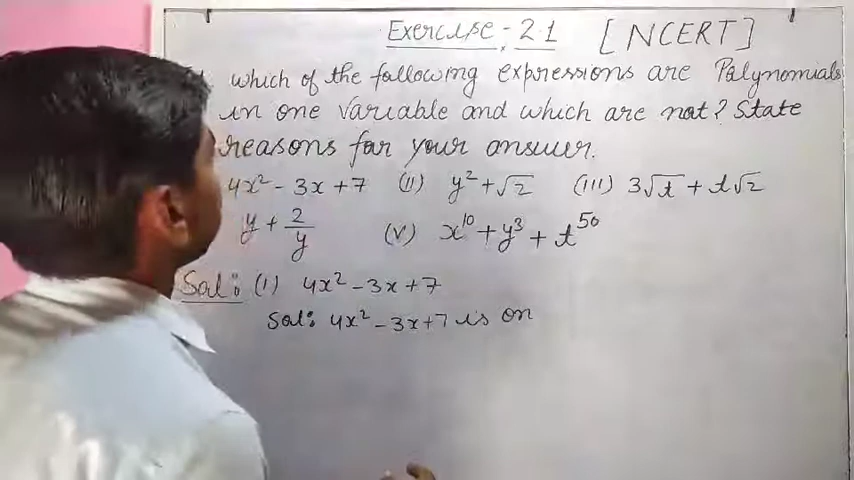 Exercise - 2.1 [NCERT]
which of the following expressions are Polynomials
in one variable and which are not? State
reasons for your answer.
4x² - 3x + 7 (II) y² + √2 (III) 3√t + t√2
y + 2/y (V) x¹⁰ + y³ + t⁵⁰
Sol: (I) 4x² - 3x + 7
Sol: 4x² - 3x + 7 is on